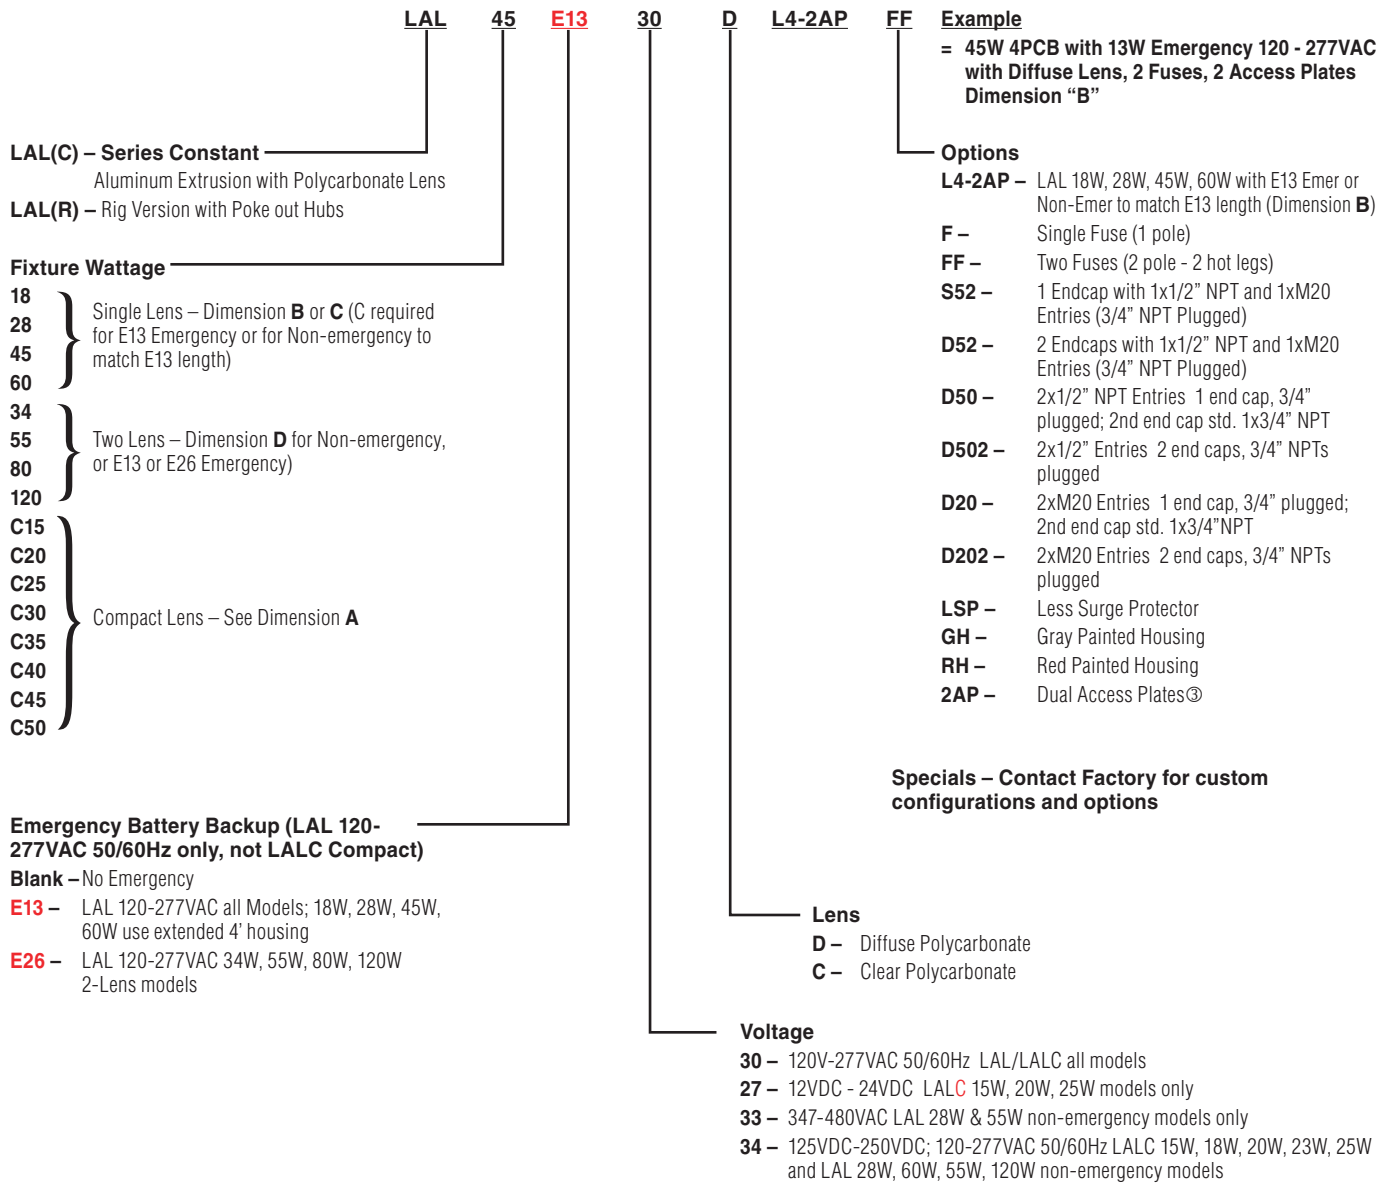 LAL 45 E13 30 D L4-2AP FF Example
= 45W 4PCB with 13W Emergency 120 - 277VAC
with Diffuse Lens, 2 Fuses, 2 Access Plates
Dimension “B”
LAL(C) – Series Constant
Aluminum Extrusion with Polycarbonate Lens
LAL(R) – Rig Version with Poke out Hubs
Fixture Wattage
18
28
45
60
Single Lens – Dimension B or C (C required
for E13 Emergency or for Non-emergency to
match E13 length)
34
55
80
120
Two Lens – Dimension D for Non-emergency,
or E13 or E26 Emergency)
C15
C20
C25
C30
C35
C40
C45
C50
Compact Lens – See Dimension A
Emergency Battery Backup (LAL 120-
277VAC 50/60Hz only, not LALC Compact)
Blank – No Emergency
E13 – LAL 120-277VAC all Models; 18W, 28W, 45W,
60W use extended 4’ housing
E26 – LAL 120-277VAC 34W, 55W, 80W, 120W
2-Lens models
Options
L4-2AP – LAL 18W, 28W, 45W, 60W with E13 Emer or
Non-Emer to match E13 length (Dimension B)
F – Single Fuse (1 pole)
FF – Two Fuses (2 pole - 2 hot legs)
S52 – 1 Endcap with 1x1/2” NPT and 1xM20
Entries (3/4” NPT Plugged)
D52 – 2 Endcaps with 1x1/2” NPT and 1xM20
Entries (3/4” NPT Plugged)
D50 – 2x1/2” NPT Entries 1 end cap, 3/4”
plugged; 2nd end cap std. 1x3/4” NPT
D502 – 2x1/2” Entries 2 end caps, 3/4” NPTs
plugged
D20 – 2xM20 Entries 1 end cap, 3/4” plugged;
2nd end cap std. 1x3/4”NPT
D202 – 2xM20 Entries 2 end caps, 3/4” NPTs
plugged
LSP – Less Surge Protector
GH – Gray Painted Housing
RH – Red Painted Housing
2AP – Dual Access Plates③
Specials – Contact Factory for custom
configurations and options
Lens
D – Diffuse Polycarbonate
C – Clear Polycarbonate
Voltage
30 – 120V-277VAC 50/60Hz LAL/LALC all models
27 – 12VDC - 24VDC LALC 15W, 20W, 25W models only
33 – 347-480VAC LAL 28W & 55W non-emergency models only
34 – 125VDC-250VDC; 120-277VAC 50/60Hz LALC 15W, 18W, 20W, 23W, 25W
and LAL 28W, 60W, 55W, 120W non-emergency models